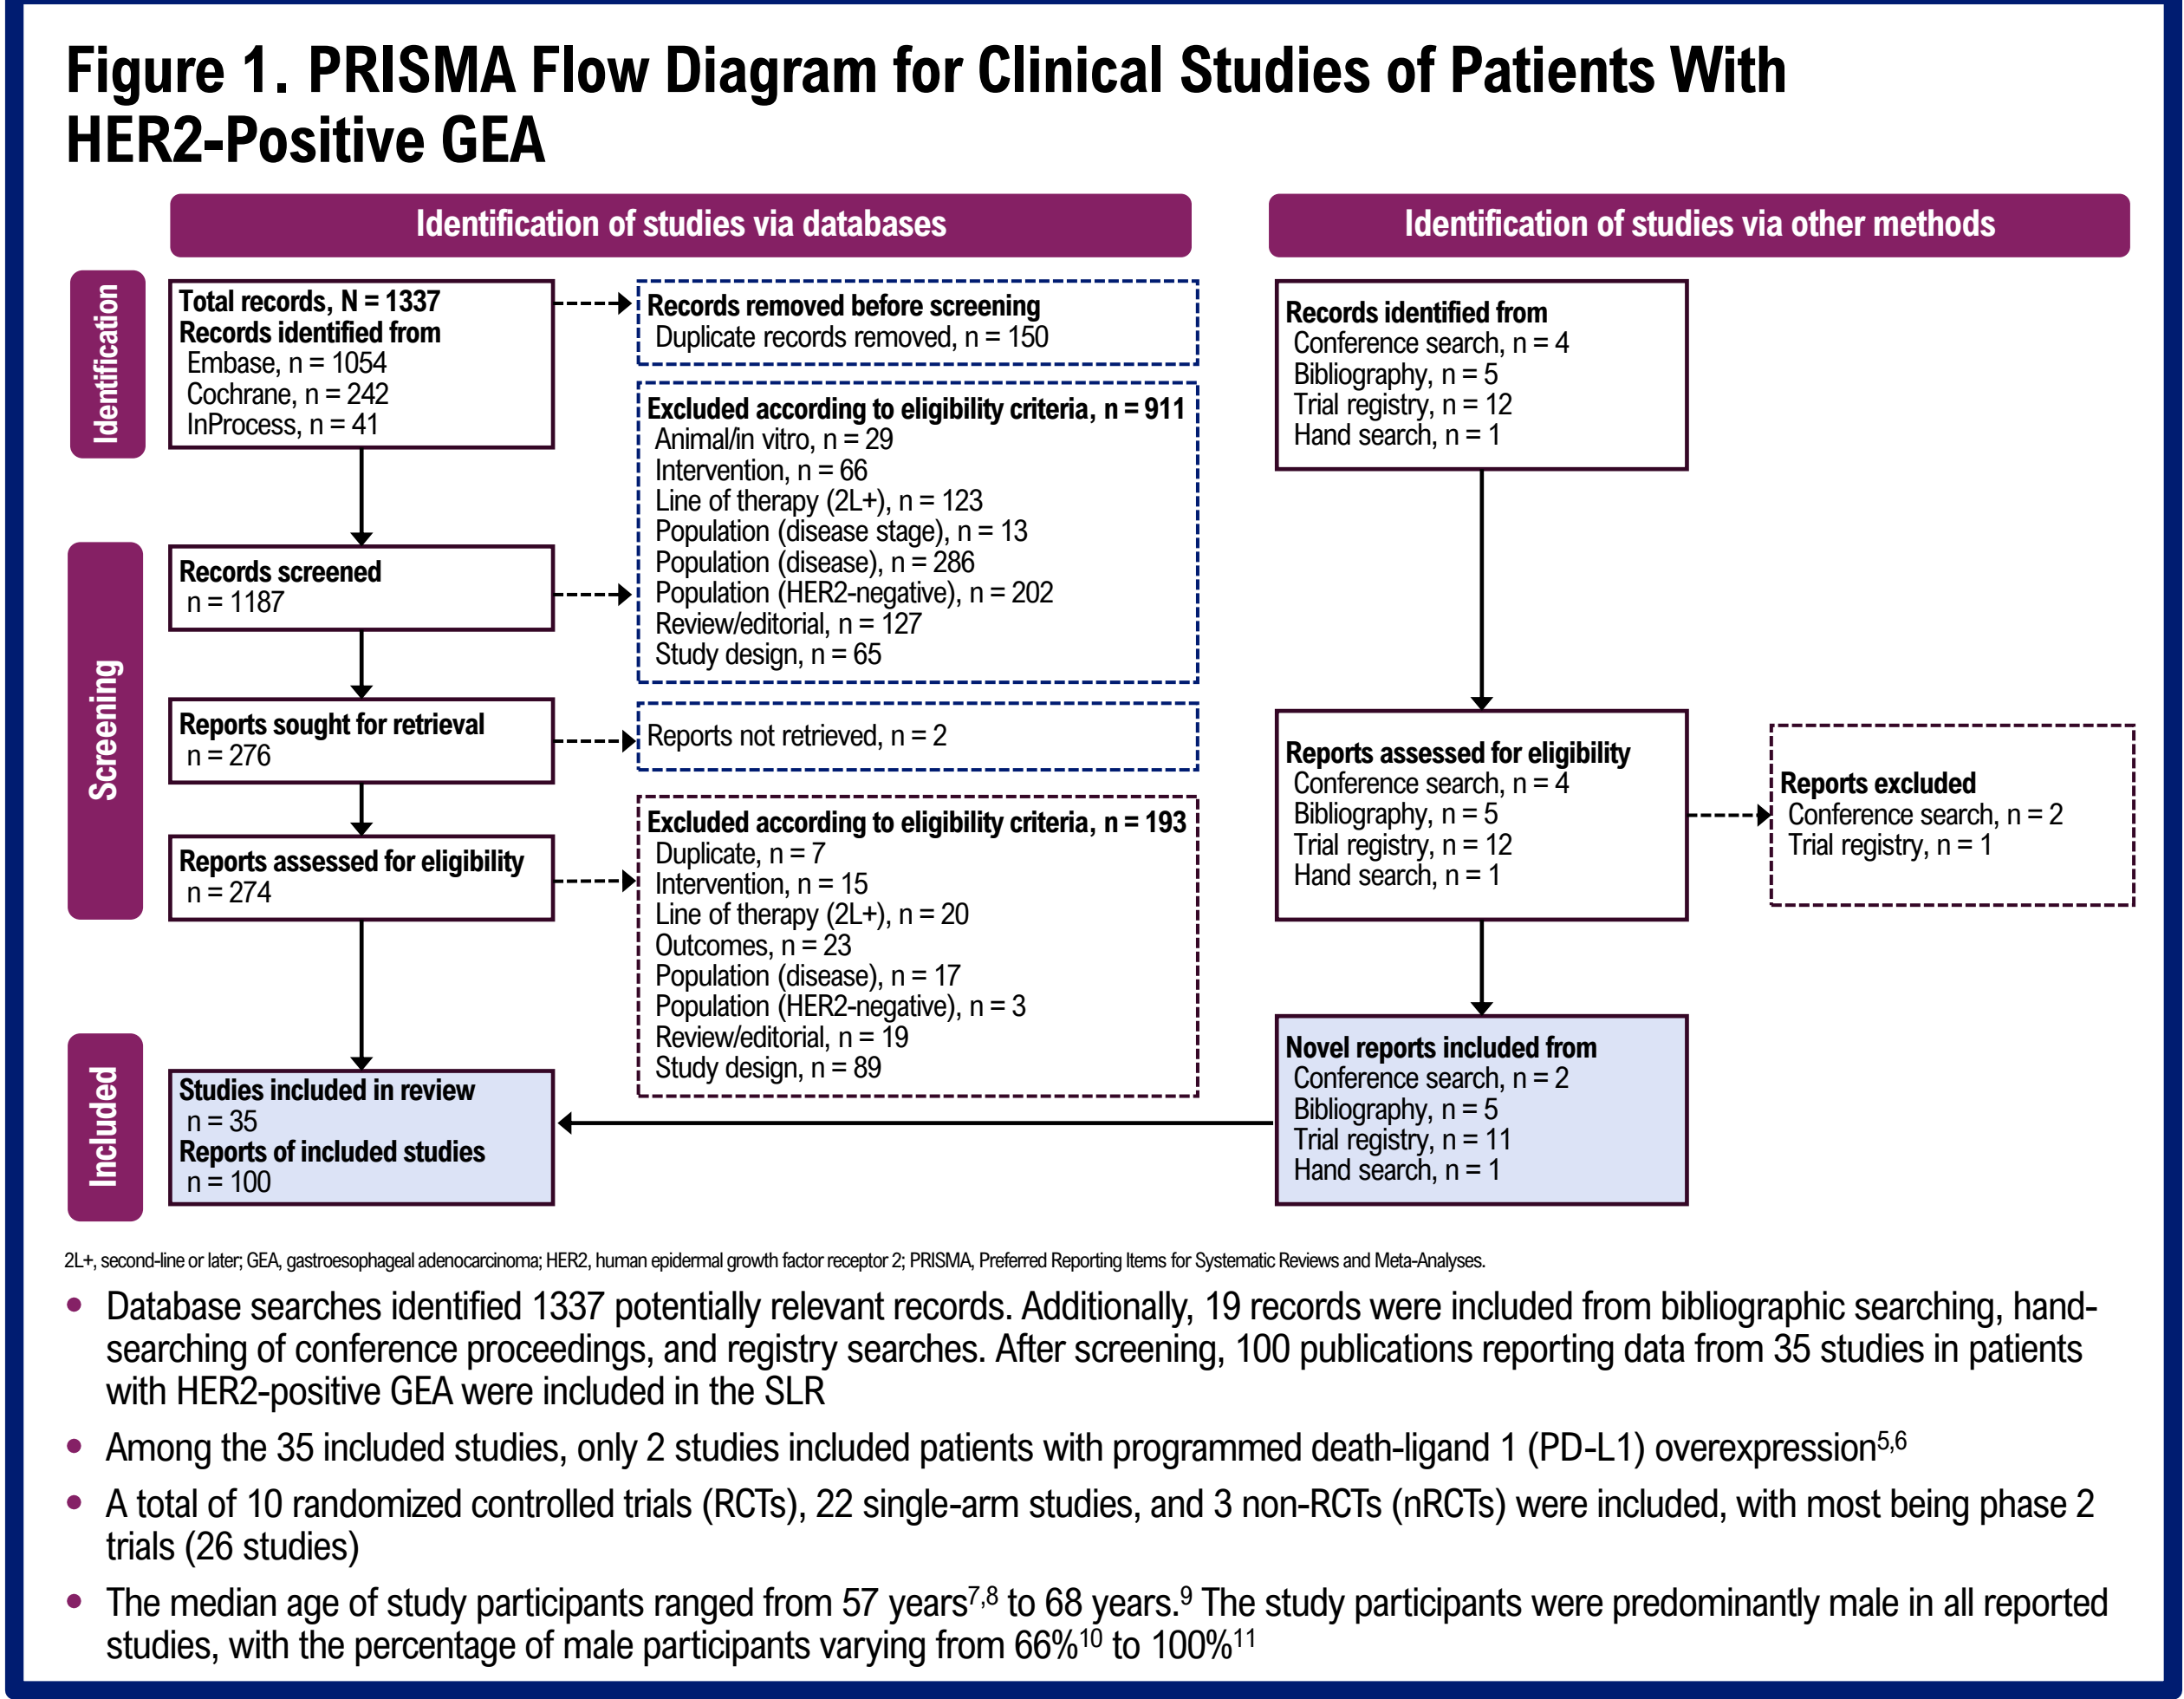 Figure 1. PRISMA Flow Diagram for Clinical Studies of Patients With
HER2-Positive GEA
Identification of studies via databases
Identification of studies via other methods
Identification
Total records, N = 1337
Records identified from
Embase, n = 1054
Cochrane, n = 242
InProcess, n = 41
Records removed before screening
Duplicate records removed, n = 150
Excluded according to eligibility criteria, n = 911
Animal/in vitro, n = 29
Intervention, n = 66
Line of therapy (2L+), n = 123
Population (disease stage), n = 13
Population (disease), n = 286
Population (HER2-negative), n = 202
Review/editorial, n = 127
Study design, n = 65
Records identified from
Conference search, n = 4
Bibliography, n = 5
Trial registry, n = 12
Hand search, n = 1
Screening
Records screened
n = 1187
Reports sought for retrieval
n = 276
Reports not retrieved, n = 2
Reports assessed for eligibility
n = 274
Excluded according to eligibility criteria, n = 193
Duplicate, n = 7
Intervention, n = 15
Line of therapy (2L+), n = 20
Outcomes, n = 23
Population (disease), n = 17
Population (HER2-negative), n = 3
Review/editorial, n = 19
Study design, n = 89
Reports assessed for eligibility
Conference search, n = 4
Bibliography, n = 5
Trial registry, n = 12
Hand search, n = 1
Reports excluded
Conference search, n = 2
Trial registry, n = 1
Included
Studies included in review
n = 35
Reports of included studies
n = 100
Novel reports included from
Conference search, n = 2
Bibliography, n = 5
Trial registry, n = 11
Hand search, n = 1
2L+, second-line or later; GEA, gastroesophageal adenocarcinoma; HER2, human epidermal growth factor receptor 2; PRISMA, Preferred Reporting Items for Systematic Reviews and Meta-Analyses.
• Database searches identified 1337 potentially relevant records. Additionally, 19 records were included from bibliographic searching, hand-
searching of conference proceedings, and registry searches. After screening, 100 publications reporting data from 35 studies in patients
with HER2-positive GEA were included in the SLR
• Among the 35 included studies, only 2 studies included patients with programmed death-ligand 1 (PD-L1) overexpression5,6
• A total of 10 randomized controlled trials (RCTs), 22 single-arm studies, and 3 non-RCTs (nRCTs) were included, with most being phase 2
trials (26 studies)
• The median age of study participants ranged from 57 years7,8 to 68 years.9 The study participants were predominantly male in all reported
studies, with the percentage of male participants varying from 66%10 to 100%11